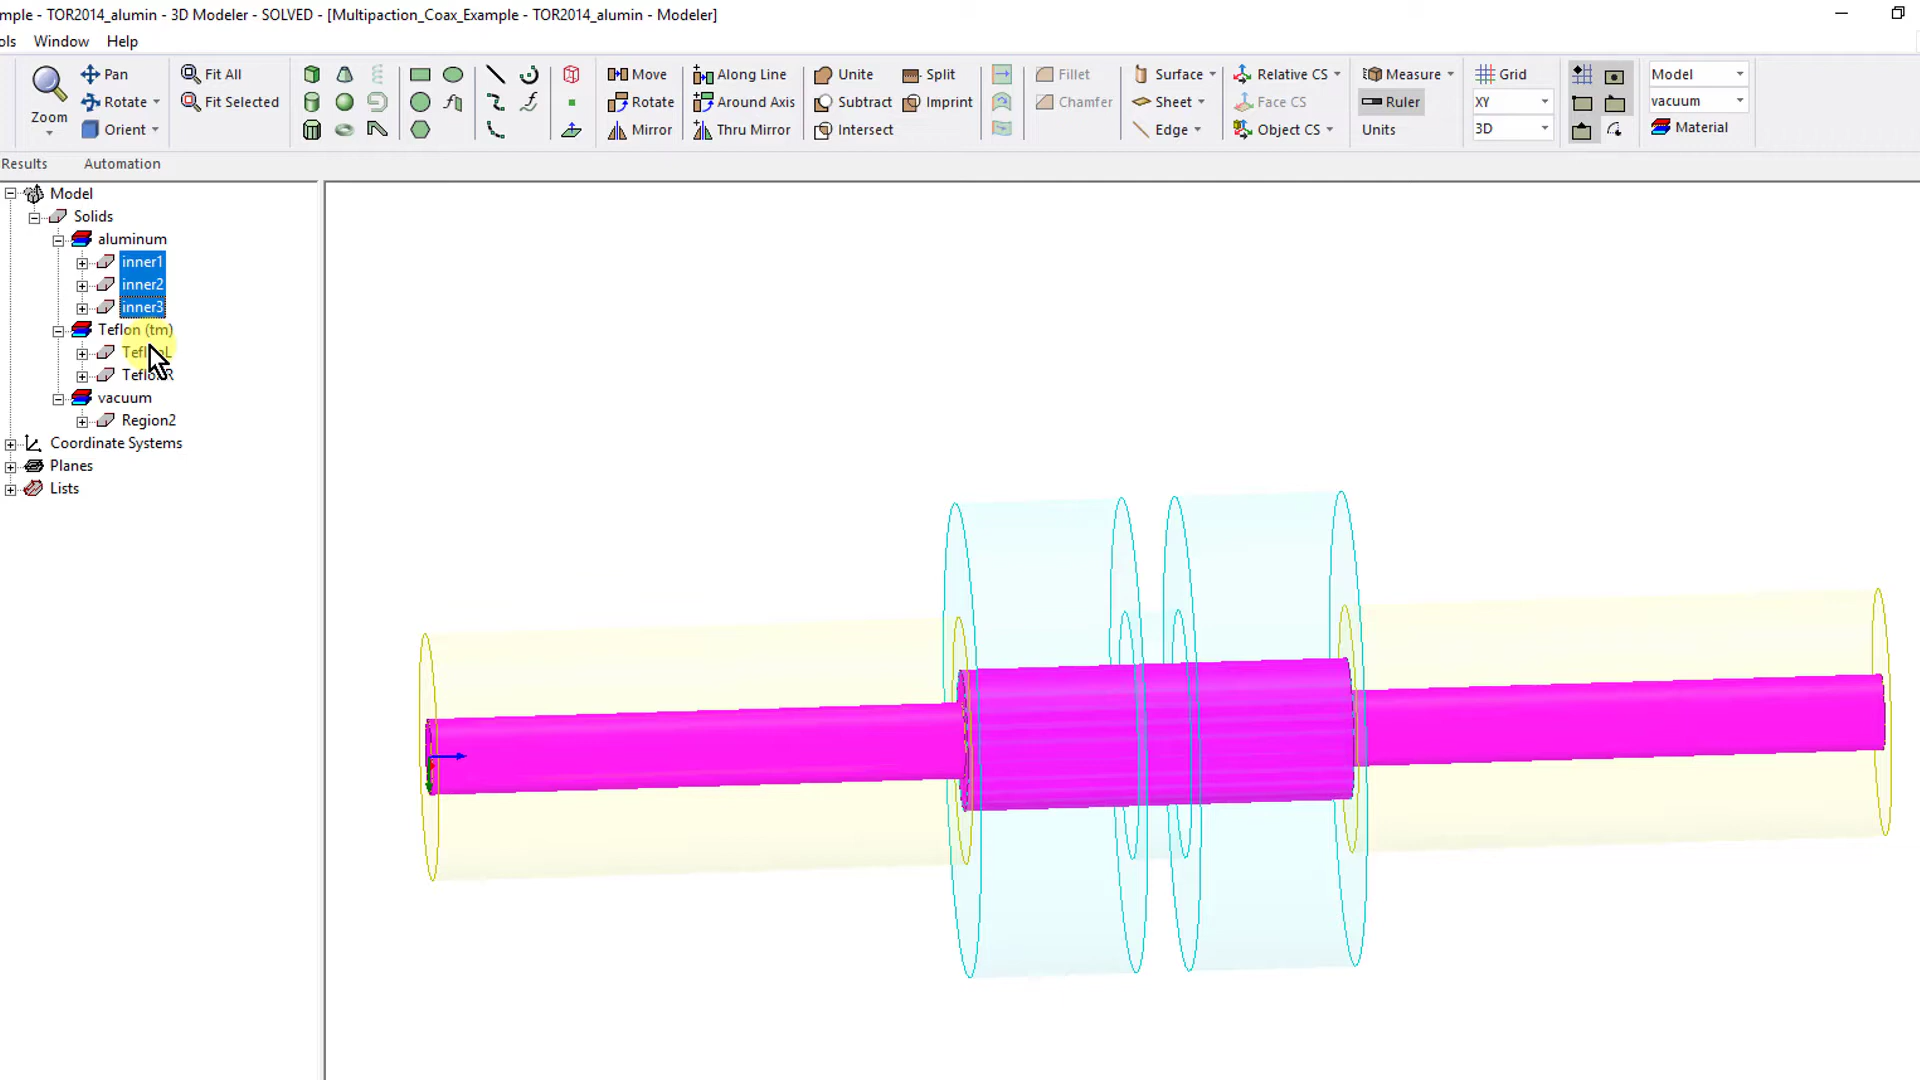 mple - TOR2014_alumin - 3D Modeler - SOLVED - [Multipaction_Coax_Example - TOR2014_alumin - Modeler]
ols Window Help
Zoom
Pan
Rotate
Orient
Fit All
Fit Selected
Move
Rotate
Mirror
Along Line
Around Axis
Thru Mirror
Unite
Subtract
Intersect
Split
Imprint
Fillet
Chamfer
Surface
Sheet
Edge
Relative CS
Face CS
Object CS
Measure
Ruler
Units
Grid
XY
3D
Model
vacuum
Material
Results Automation
Model
Solids
aluminum
inner1
inner2
inner3
Teflon (tm)
TeflonL
TeflonR
vacuum
Region2
Coordinate Systems
Planes
Lists